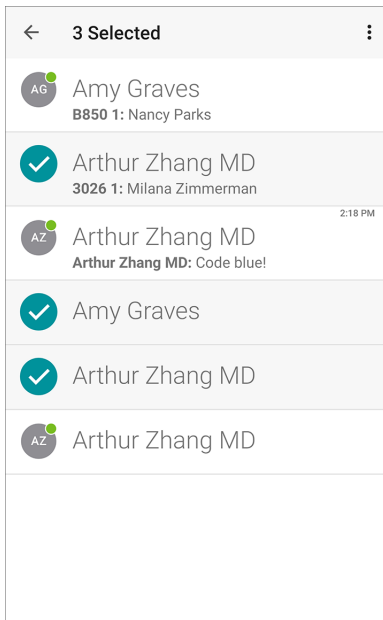 3 Selected
AG
Amy Graves
B850 1: Nancy Parks
Arthur Zhang MD
3026 1: Milana Zimmerman
2:18 PM
AZ
Arthur Zhang MD
Arthur Zhang MD: Code blue!
Amy Graves
Arthur Zhang MD
AZ
Arthur Zhang MD